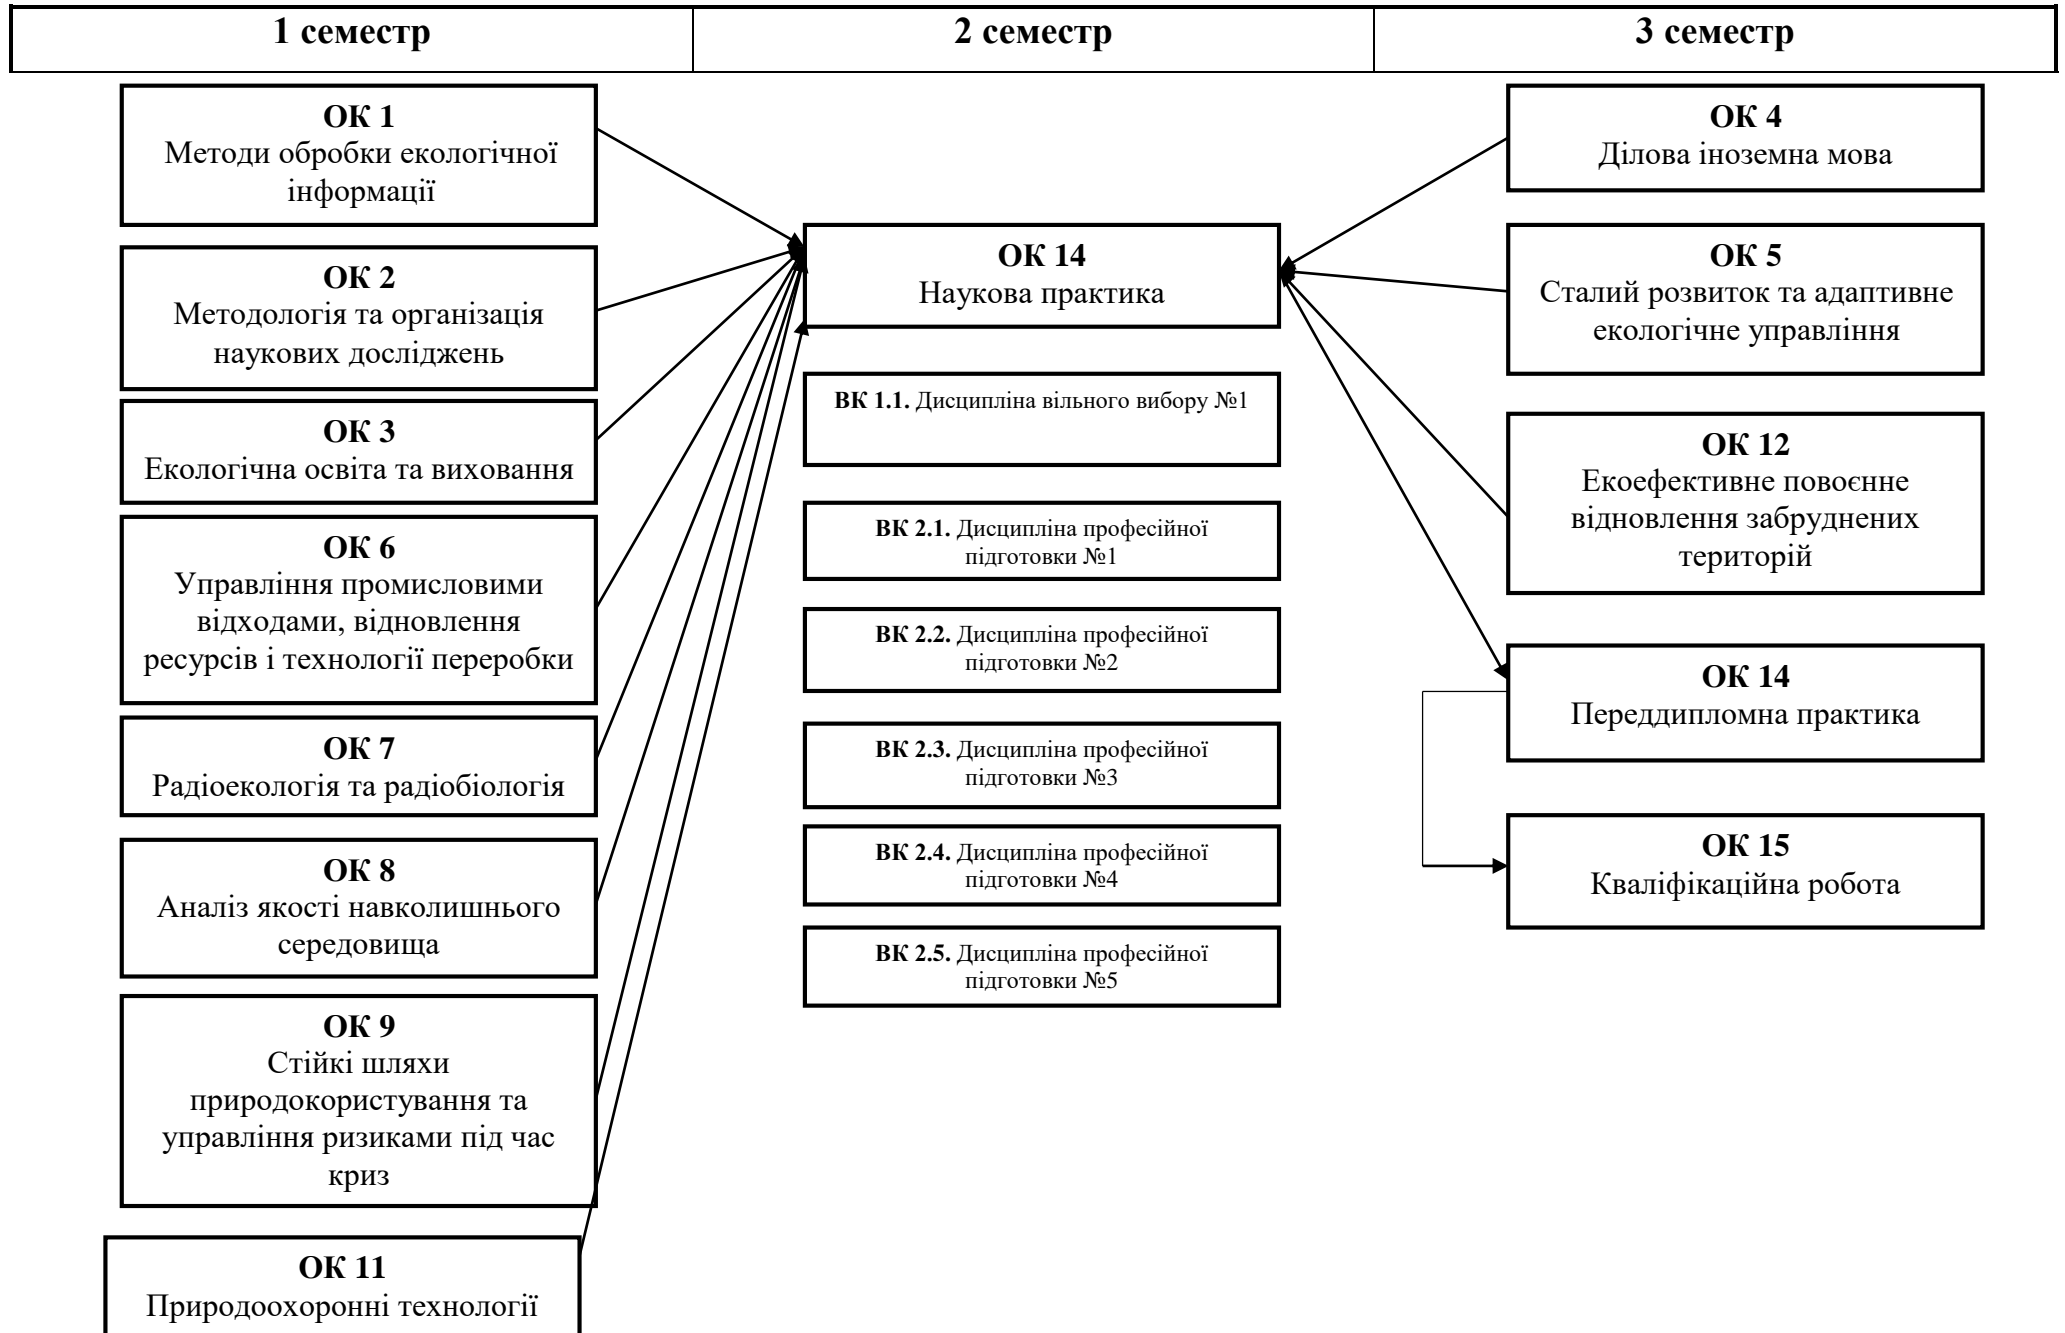 1 семестр
2 семестр
3 семестр
ОК 1
Методи обробки екологічної
інформації
ОК 2
Методологія та організація
наукових досліджень
ОК 3
Екологічна освіта та виховання
ОК 6
Управління промисловими
відходами, відновлення
ресурсів і технології переробки
ОК 7
Радіоекологія та радіобіологія
ОК 8
Аналіз якості навколишнього
середовища
ОК 9
Стійкі шляхи
природокористування та
управління ризиками під час
криз
ОК 11
Природоохоронні технології
ОК 14
Наукова практика
ВК 1.1. Дисципліна вільного вибору №1
ВК 2.1. Дисципліна професійної
підготовки №1
ВК 2.2. Дисципліна професійної
підготовки №2
ВК 2.3. Дисципліна професійної
підготовки №3
ВК 2.4. Дисципліна професійної
підготовки №4
ВК 2.5. Дисципліна професійної
підготовки №5
ОК 4
Ділова іноземна мова
ОК 5
Сталий розвиток та адаптивне
екологічне управління
ОК 12
Екоефективне повоєнне
відновлення забруднених
територій
ОК 14
Переддипломна практика
ОК 15
Кваліфікаційна робота